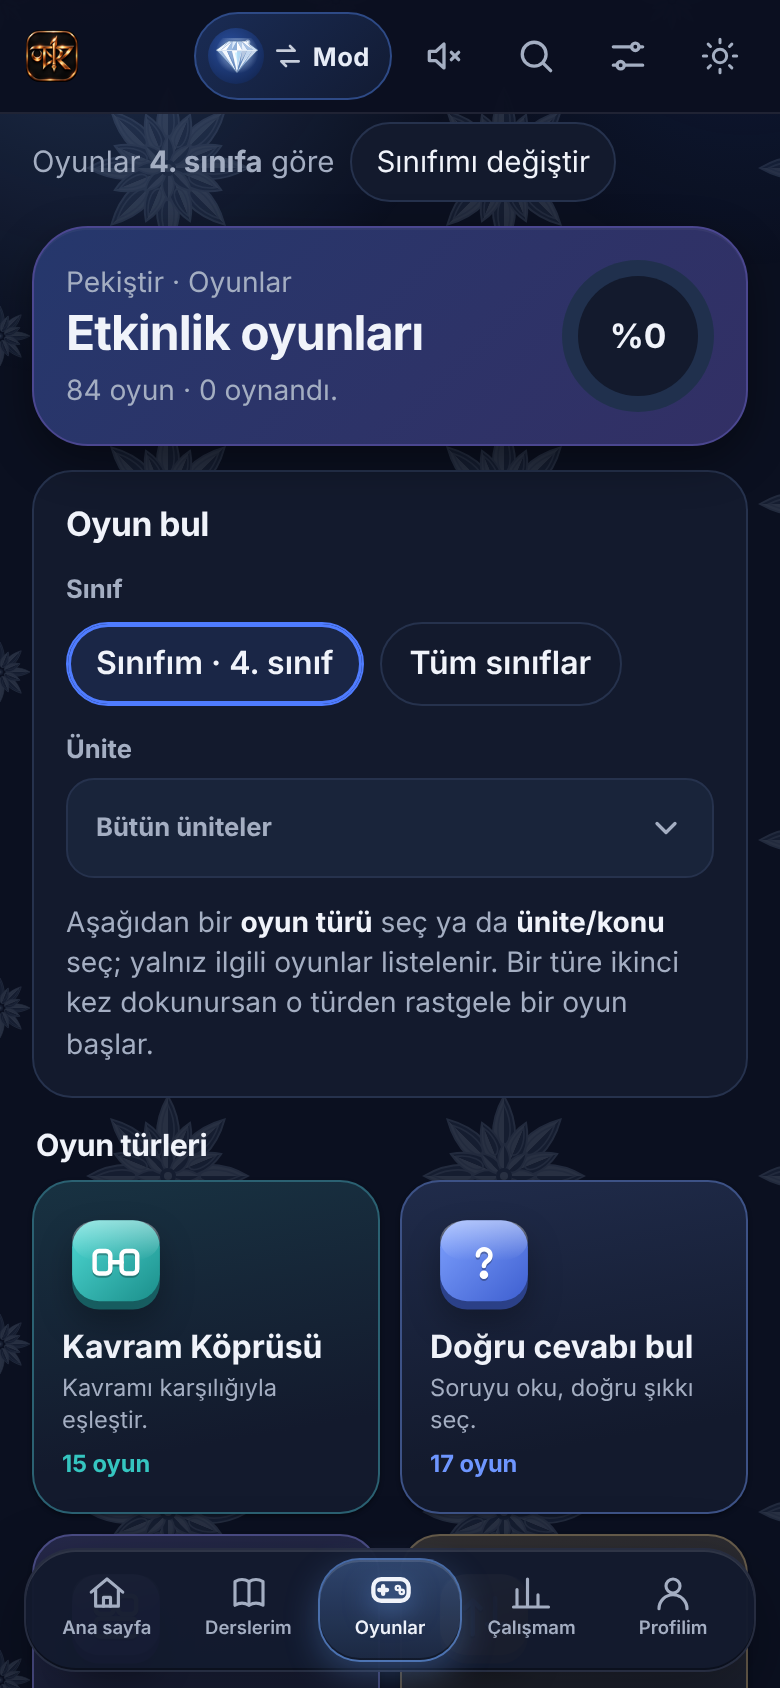 Mod
Oyunlar 4. sınıfa göre
Sınıfımı değiştir
Pekiştir · Oyunlar
Etkinlik oyunları
84 oyun · 0 oynandı.
%0
Oyun bul
Sınıf
Sınıfım · 4. sınıf
Tüm sınıflar
Ünite
Bütün üniteler
Aşağıdan bir oyun türü seç ya da ünite/konu
seç; yalnız ilgili oyunlar listelenir. Bir türe ikinci
kez dokunursan o türden rastgele bir oyun
başlar.
Oyun türleri
Kavram Köprüsü
Kavramı karşılığıyla
eşleştir.
15 oyun
?
Doğru cevabı bul
Soruyu oku, doğru şıkkı
seç.
17 oyun
Ana sayfa
Derslerim
Oyunlar
Çalışmam
Profilim